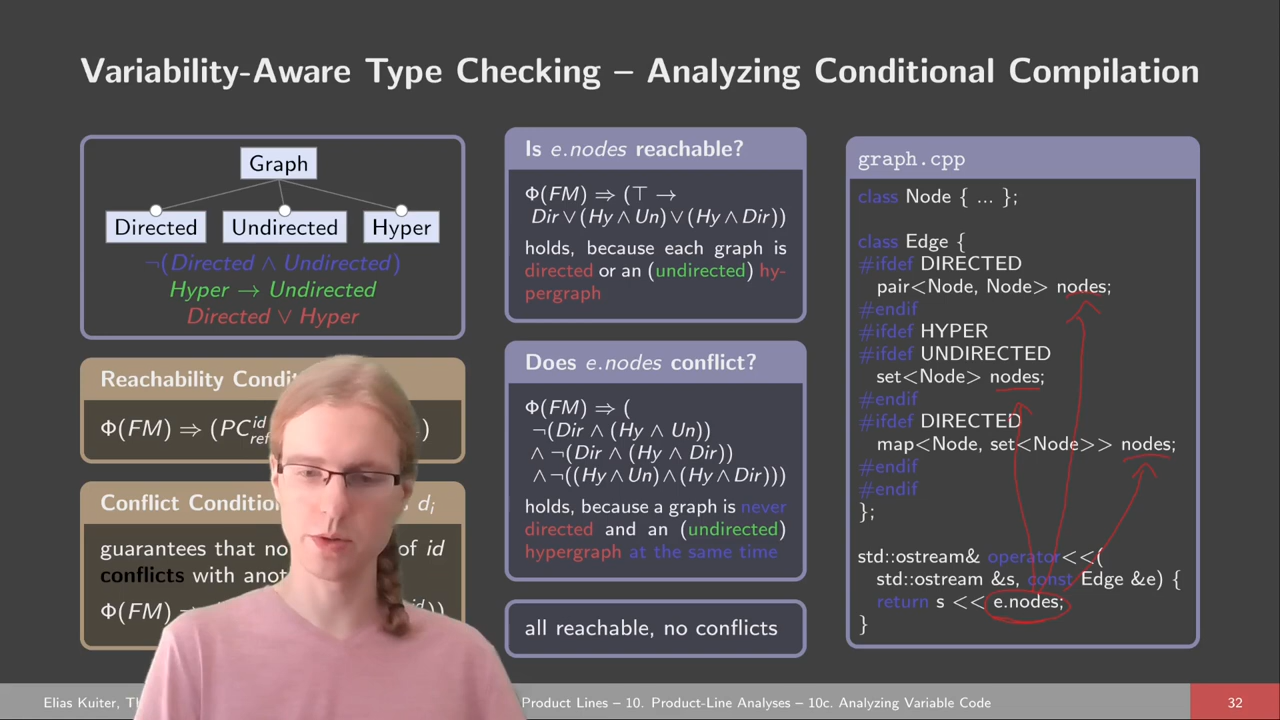 Variability-Aware Type Checking – Analyzing Conditional Compilation
Graph
Directed
Undirected
Hyper
¬(Directed ∧ Undirected)
Hyper → Undirected
Directed ∨ Hyper
Reachability
Φ(FM) ⇒ (PC
)
Conflict
d_i
guarantees that
of id
conflicts with
Φ(FM)
Is e.nodes reachable?
Φ(FM) ⇒ (⊤ →
Dir ∨ (Hy ∧ Un) ∨ (Hy ∧ Dir))
holds, because each graph is
directed or an (undirected) hy-
pergraph
Does e.nodes conflict?
Φ(FM) ⇒ (
¬(Dir ∧ (Hy ∧ Un))
∧ ¬(Dir ∧ (Hy ∧ Dir))
∧ ¬((Hy ∧ Un) ∧ (Hy ∧ Dir)))
holds, because a graph is never
directed and an (undirected)
hypergraph at the same time
all reachable, no conflicts
graph.cpp
class Node { ... };
class Edge {
#ifdef DIRECTED
pair<Node, Node> nodes;
#endif
#ifdef HYPER
#ifdef UNDIRECTED
set<Node> nodes;
#endif
#ifdef DIRECTED
map<Node, set<Node>> nodes;
#endif
#endif
};
std::ostream& operator<<(
std::ostream &s, const Edge &e) {
return s << e.nodes;
}
Elias Kuiter,
Product Lines – 10. Product-Line Analyses – 10c. Analyzing Variable Code
32